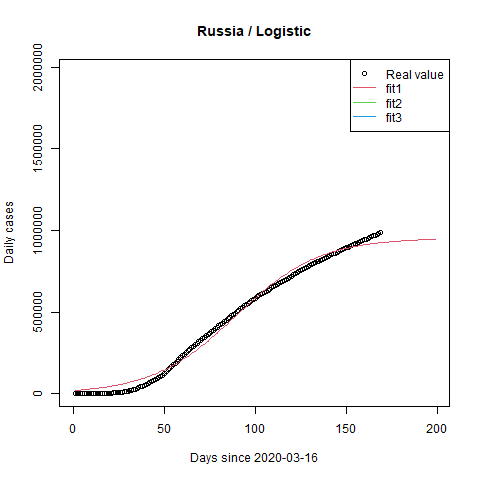 Russia / Logistic
Real value
fit1
fit2
fit3
Daily cases
2000000
1500000
1000000
500000
0
0 50 100 150 200
Days since 2020-03-16